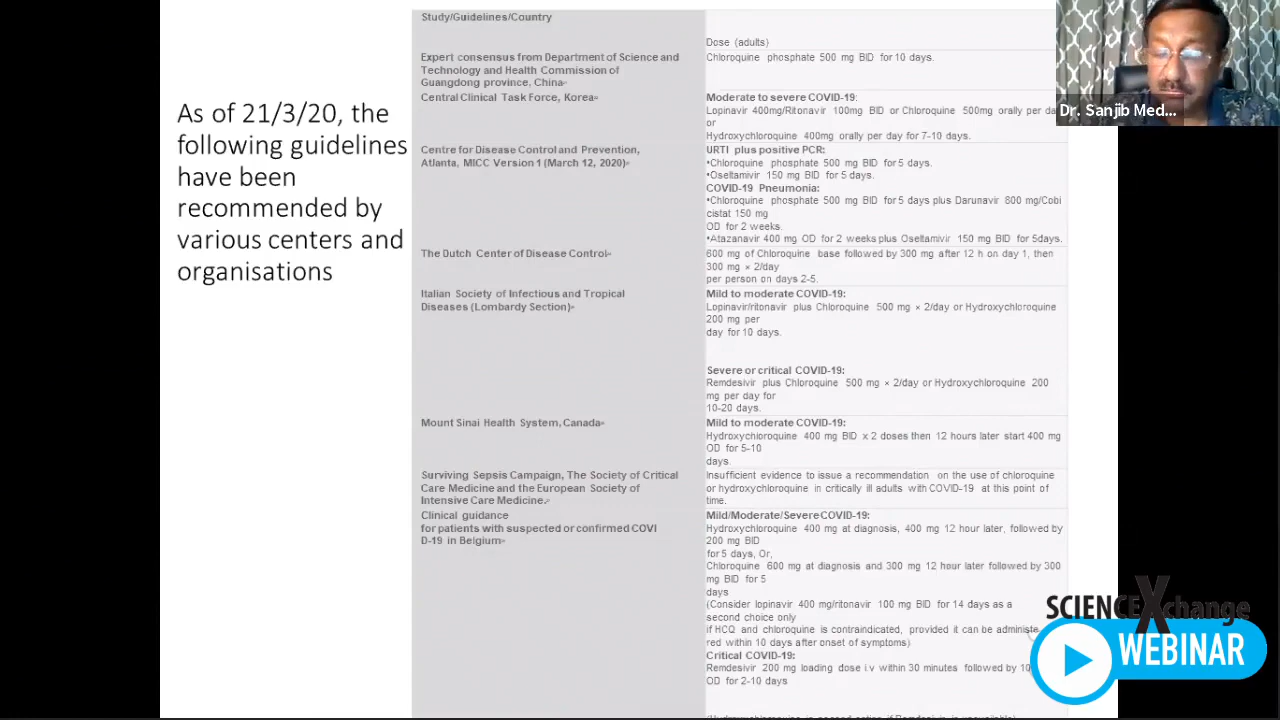 As of 21/3/20, the
following guidelines
have been
recommended by
various centers and
organisations
Study/Guidelines/Country
Dose (adults)
Expert consensus from Department of Science and
Technology and Health Commission of
Guangdong province, China
Chloroquine phosphate 500 mg BID for 10 days.
Central Clinical Task Force, Korea
Moderate to severe COVID-19:
Lopinavir 400mg/Ritonavir 100mg BID or Chloroquine 500mg orally per day
or
Hydroxychloroquine 400mg orally per day for 7-10 days.
Centre for Disease Control and Prevention,
Atlanta, MICC Version 1 (March 12, 2020)
URTI plus positive PCR:
•Chloroquine phosphate 500 mg BID for 5 days.
•Oseltamivir 150 mg BID for 5 days.
COVID-19 Pneumonia:
•Chloroquine phosphate 500 mg BID for 5 days plus Darunavir 800 mg/Cobi
cistat 150 mg
OD for 2 weeks.
•Atazanavir 400 mg OD for 2 weeks plus Oseltamivir 150 mg BID for 5days.
The Dutch Center of Disease Control
600 mg of Chloroquine base followed by 300 mg after 12 h on day 1, then
300 mg × 2/day
per person on days 2-5.
Italian Society of Infectious and Tropical
Diseases (Lombardy Section)
Mild to moderate COVID-19:
Lopinavir/ritonavir plus Chloroquine 500 mg × 2/day or Hydroxychloroquine
200 mg per
day for 10 days.
Severe or critical COVID-19:
Remdesivir plus Chloroquine 500 mg × 2/day or Hydroxychloroquine 200
mg per day for
10-20 days.
Mount Sinai Health System, Canada
Mild to moderate COVID-19:
Hydroxychloroquine 400 mg BID x 2 doses then 12 hours later start 400 mg
OD for 5-10
days.
Surviving Sepsis Campaign, The Society of Critical
Care Medicine and the European Society of
Intensive Care Medicine.
Insufficient evidence to issue a recommendation on the use of chloroquine
or hydroxychloroquine in critically ill adults with COVID-19 at this point of
time.
Clinical guidance
for patients with suspected or confirmed COVI
D-19 in Belgium
Mild/Moderate/SevereCOVID-19:
Hydroxychloroquine 400 mg at diagnosis, 400 mg 12 hour later, followed by
200 mg BID
for 5 days, Or,
Chloroquine 600 mg at diagnosis and 300 mg 12 hour later followed by 300
mg BID for 5
days
(Consider lopinavir 400 mg/ritonavir 100 mg BID for 14 days as a
second choice only
if HCQ and chloroquine is contraindicated, provided it can be administe
red within 10 days after onset of symptoms)
Critical COVID-19:
Remdesivir 200 mg loading dose i.v within 30 minutes followed by
OD for 2-10 days
Dr. Sanjib Med...
SCIENCEXchange
WEBINAR